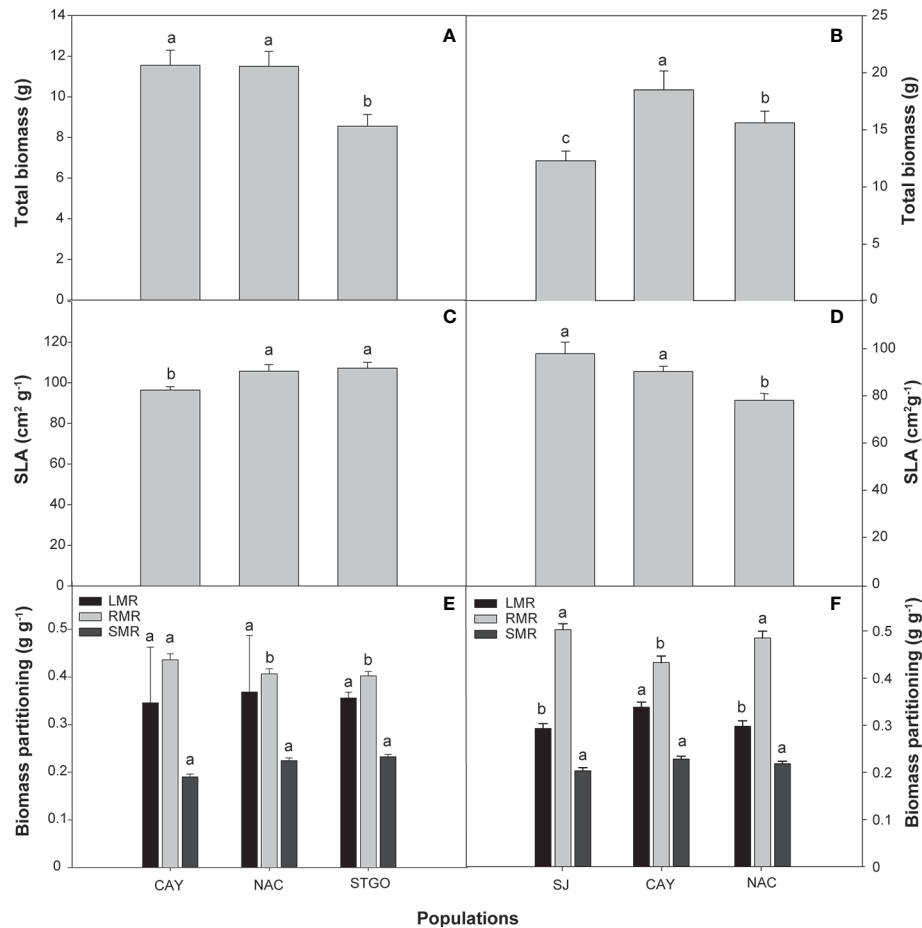 A
Total biomass (g)
14
12
10
8
6
4
2
0
a
a
b
B
Total biomass (g)
25
20
15
10
5
0
c
a
b
C
SLA (cm² g⁻¹)
120
100
80
60
40
20
0
b
a
a
D
SLA (cm²g⁻¹)
100
80
60
40
20
0
a
a
b
E
LMR
RMR
SMR
Biomass partitioning (g g⁻¹)
0.5
0.4
0.3
0.2
0.1
0
a a a
a b a
a b a
CAY NAC STGO
F
LMR
RMR
SMR
Biomass partitioning (g g⁻¹)
0.5
0.4
0.3
0.2
0.1
0
b a a
a b a
b a a
SJ CAY NAC
Populations